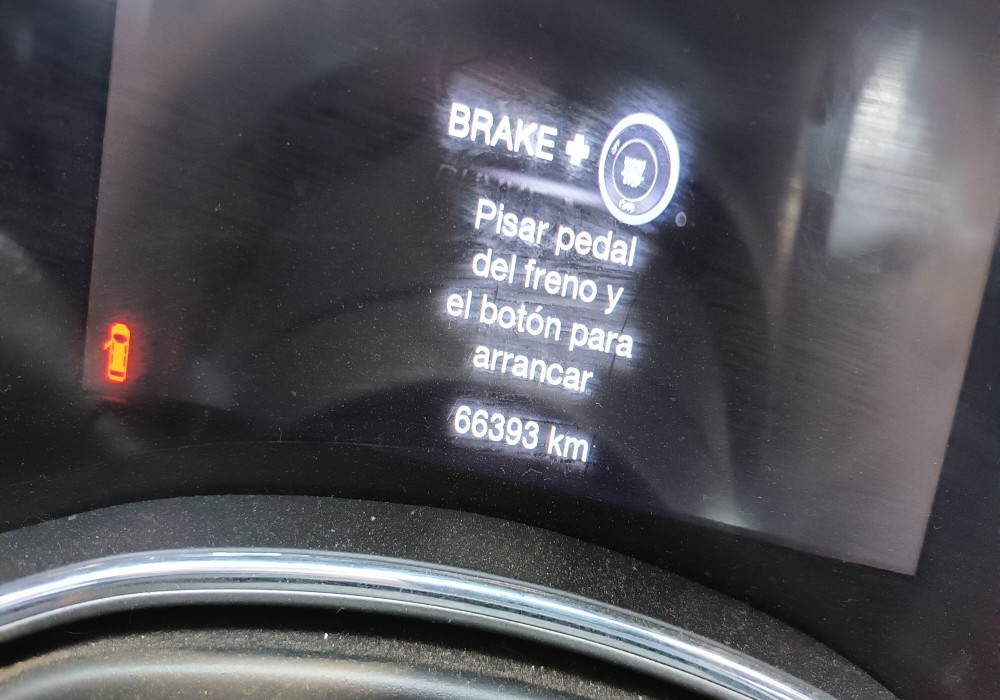 BRAKE +
Pisar pedal
del freno y
el botón para
arrancar
66393 km